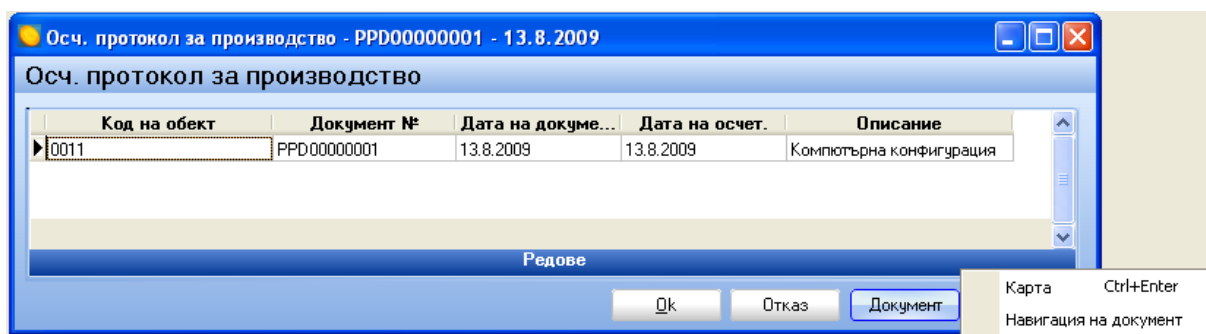 Осч. протокол за производство - PPD00000001 - 13.8.2009
Осч. протокол за производство
Код на обект Документ № Дата на докуме... Дата на осчет. Описание
0011 PPD00000001 13.8.2009 13.8.2009 Компютърна конфигурация
Редове
Ok Отказ Документ
Карта Ctrl+Enter
Навигация на документ